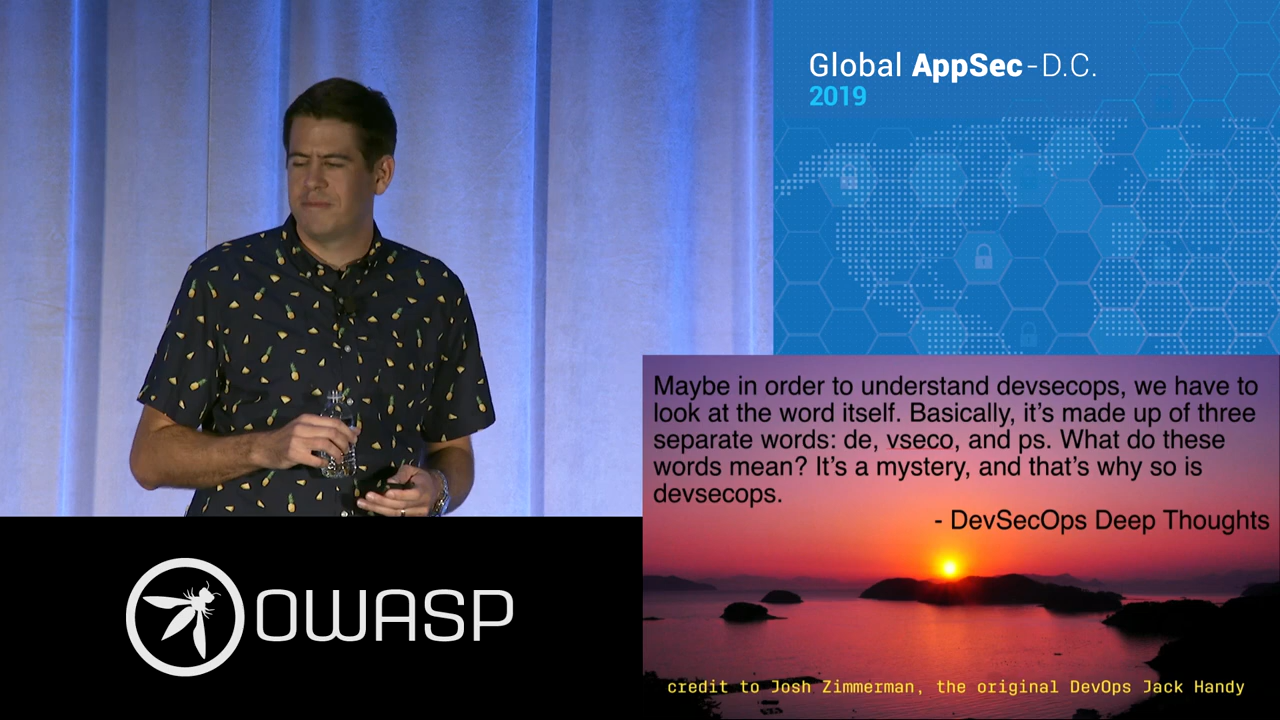 Global AppSec - D.C.
2019
Maybe in order to understand devsecops, we have to
look at the word itself. Basically, it's made up of three
separate words: de, vseco, and ps. What do these
words mean? It's a mystery, and that's why so is
devsecops.
- DevSecOps Deep Thoughts
credit to Josh Zimmerman, the original DevOps Jack Handy
OWASP